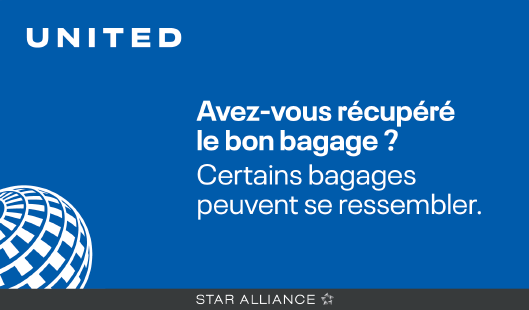 UNITED
Avez-vous récupéré
le bon bagage ?
Certains bagages
peuvent se ressembler.
STAR ALLIANCE